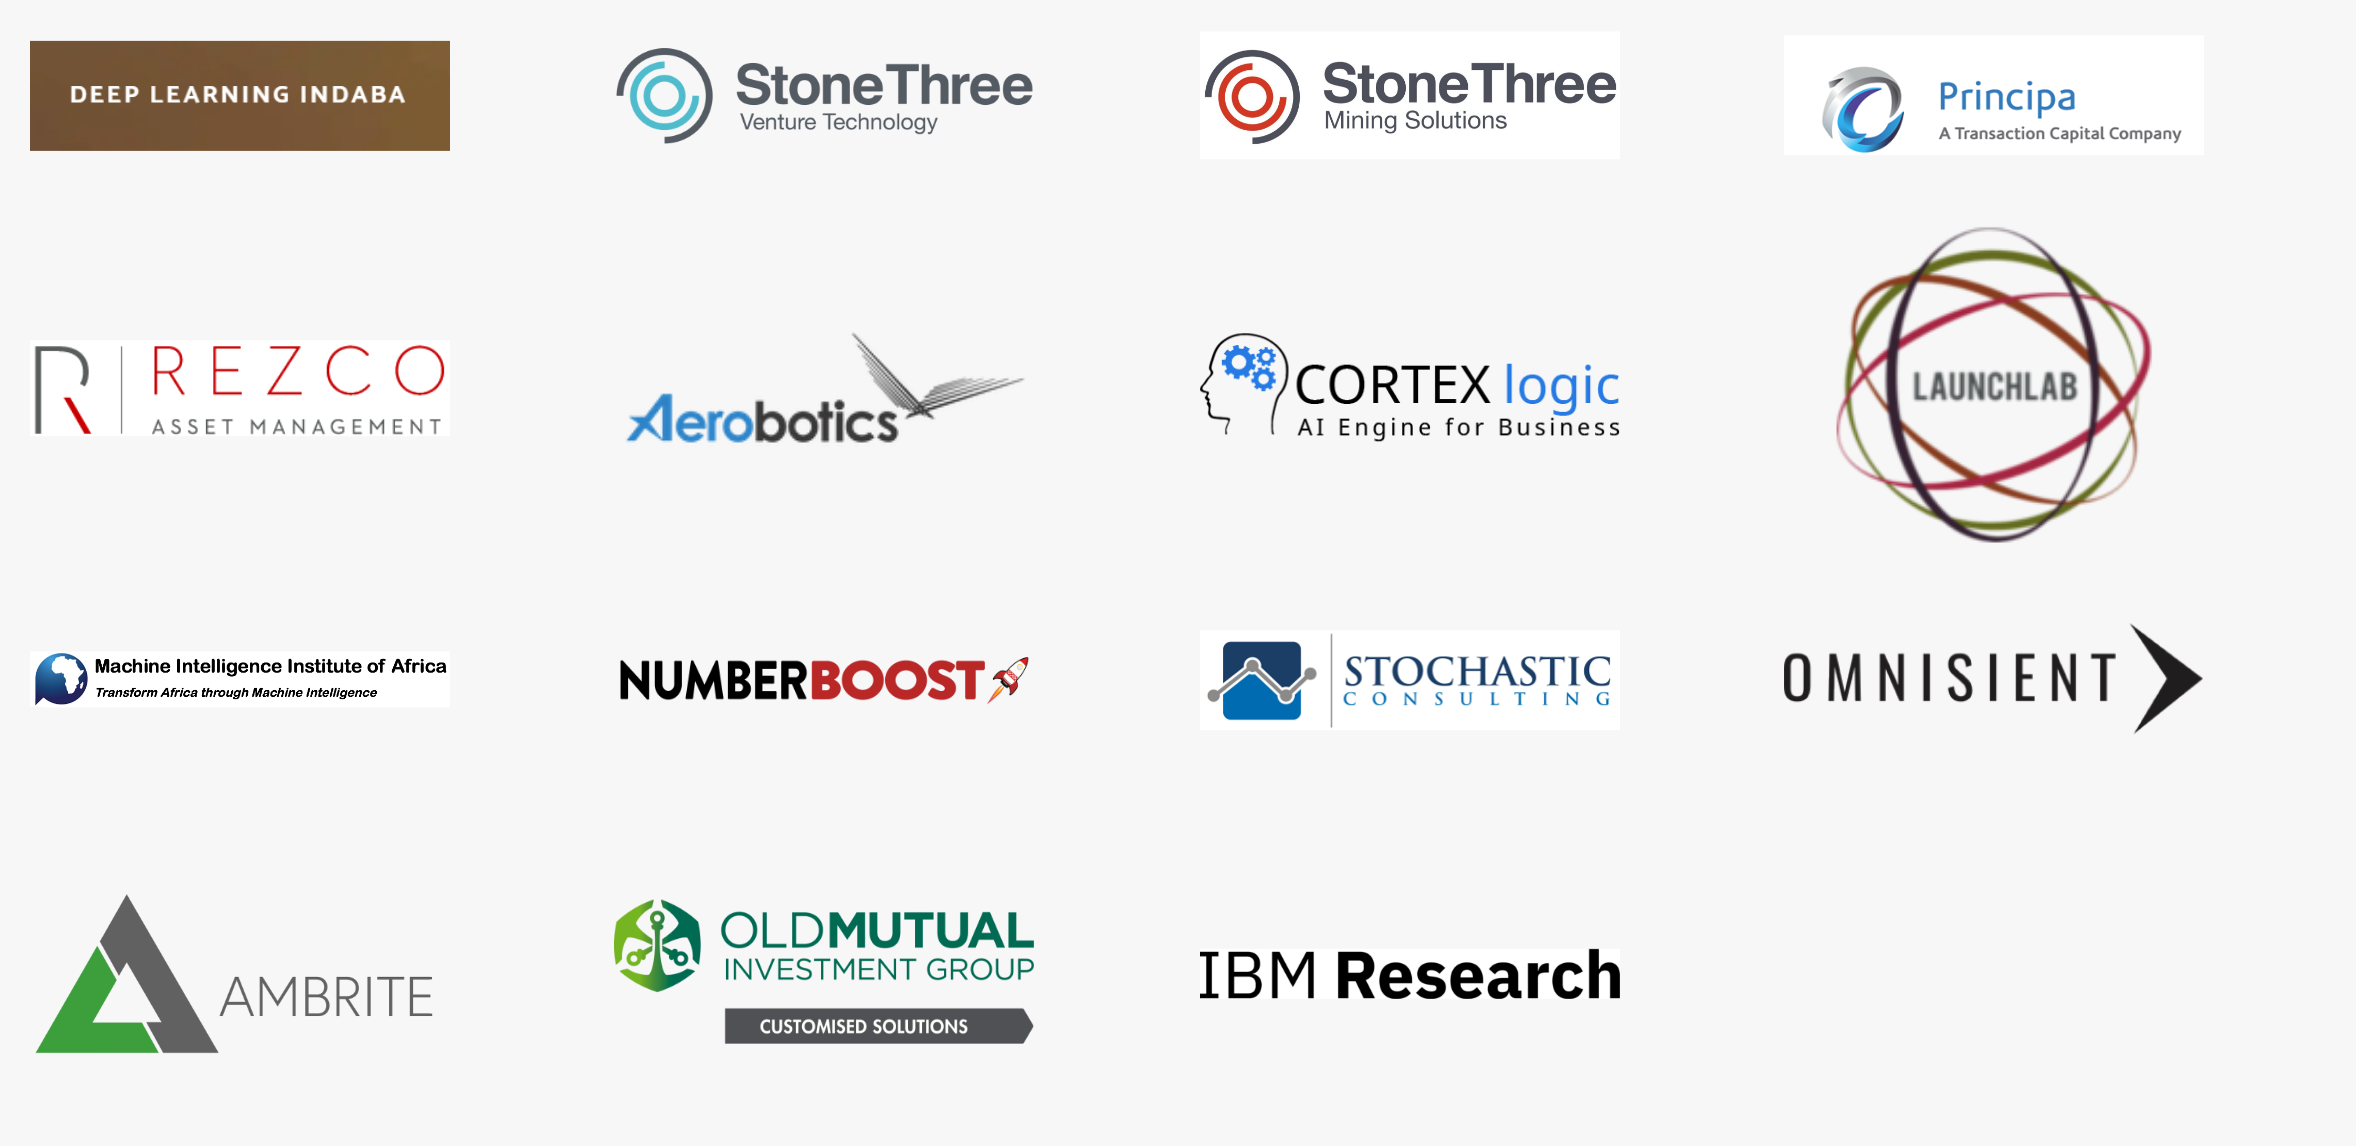 DEEP LEARNING INDABA
StoneThree
Venture Technology
StoneThree
Mining Solutions
Principa
A Transaction Capital Company
R
REZCO
ASSET MANAGEMENT
Aerobotics
CORTEX logic
AI Engine for Business
LAUNCHLAB
Machine Intelligence Institute of Africa
Transform Africa through Machine Intelligence
NUMBERBOOST
STOCHASTIC
CONSULTING
OMNISIENT
AMBRITE
OLDMUTUAL
INVESTMENT GROUP
CUSTOMISED SOLUTIONS
IBM Research